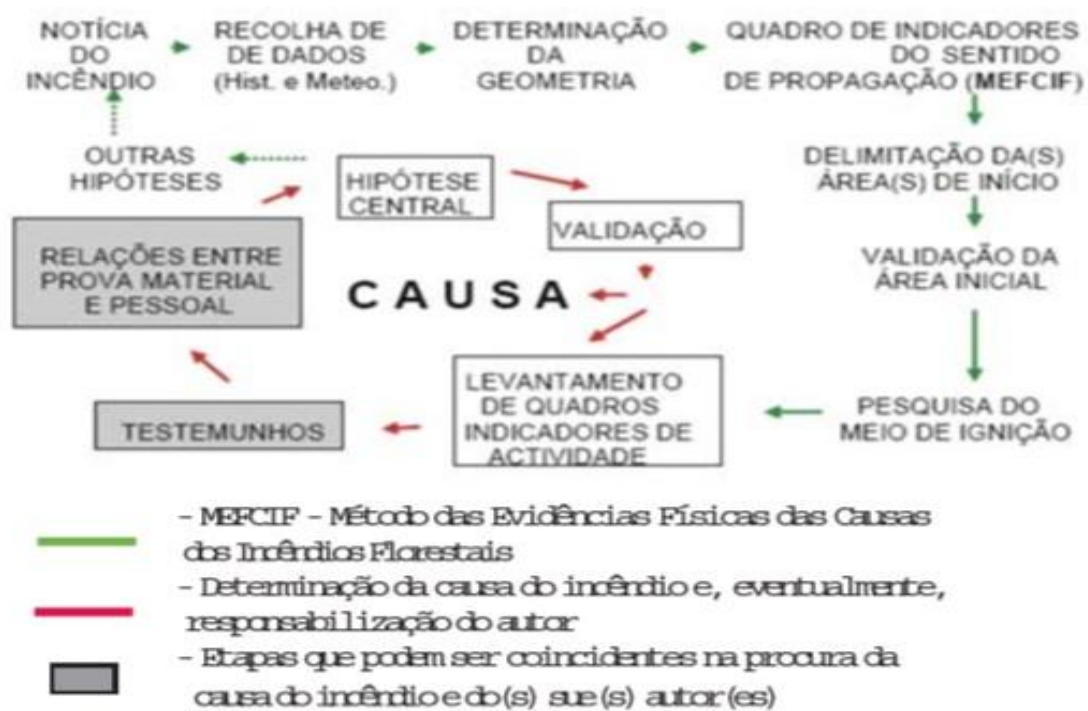 NOTÍCIA
DO
INCÊNDIO
RECOLHA DE
DE DADOS
(Hist. e Meteo.)
DETERMINAÇÃO
DA
GEOMETRIA
QUADRO DE INDICADORES
DO SENTIDO
DE PROPAGAÇÃO (MEFCIF)
OUTRAS
HIPÓTESES
HIPÓTESE
CENTRAL
VALIDAÇÃO
DELIMITAÇÃO DA(S)
ÁREA(S) DE INÍCIO
RELAÇÕES ENTRE
PROVA MATERIAL
E PESSOAL
CAUSA
VALIDAÇÃO DA
ÁREA INICIAL
TESTEMUNHOS
LEVANTAMENTO
DE QUADROS
INDICADORES DE
ACTIVIDADE
PESQUISA DO
MEIO DE IGNIÇÃO
- MEFCIF - Método das Evidências Físicas das Causas
dos Incêndios Florestais
- Determinação da causa do incêndio e, eventualmente,
responsabilização do autor
- Etapas que podem ser coincidentes na procura da
causa do incêndio e do(s) sue(s) autor(es)